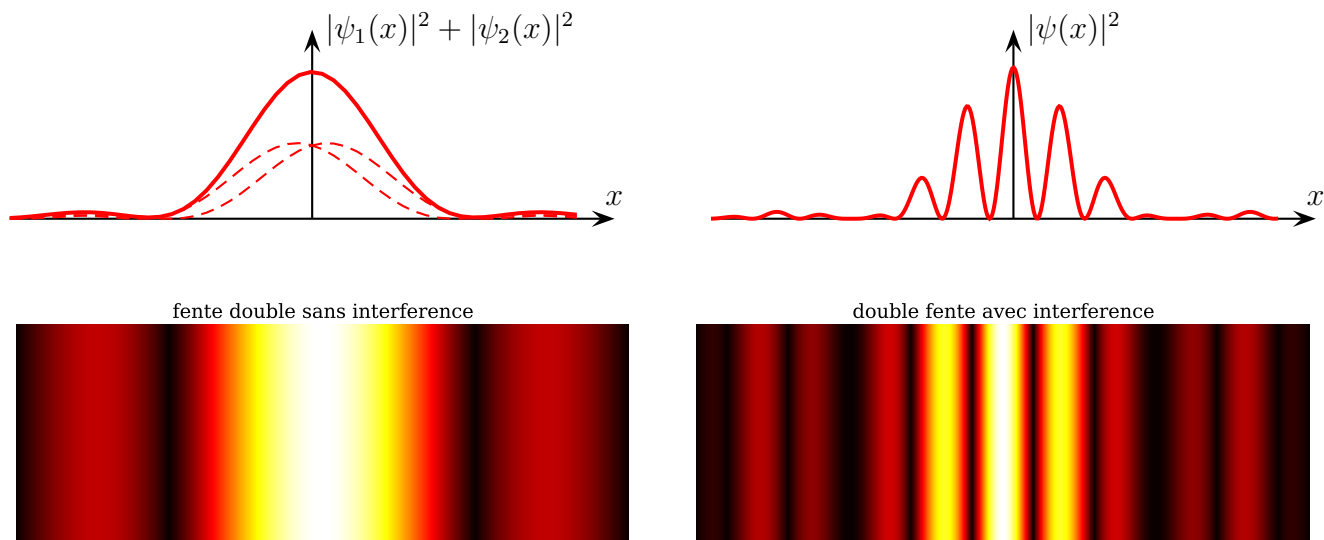 |ψ₁(x)|² + |ψ₂(x)|²
x
|ψ(x)|²
x
fente double sans interference
double fente avec interference